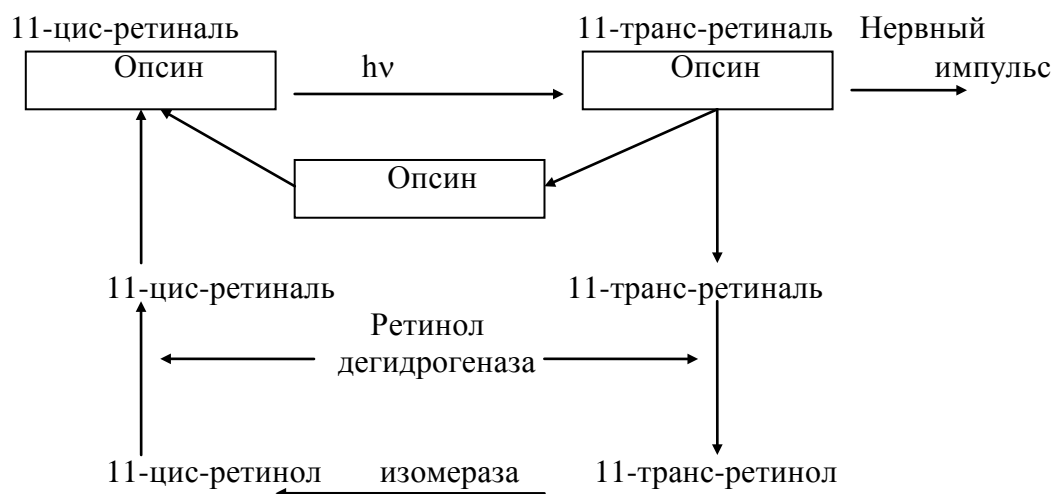 11-цис-ретиналь 11-транс-ретиналь Нервный
Опсин hν Опсин импульс
Опсин
11-цис-ретиналь 11-транс-ретиналь
Ретинол
дегидрогеназа
11-цис-ретинол изомераза 11-транс-ретинол